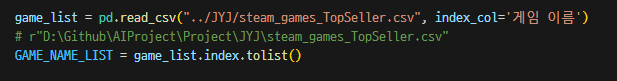 game_list = pd.read_csv("../JYJ/steam_games_TopSeller.csv", index_col='게임 이름')
# r"D:\Github\AIProject\Project\JYJ\steam_games_TopSeller.csv"
GAME_NAME_LIST = game_list.index.tolist()